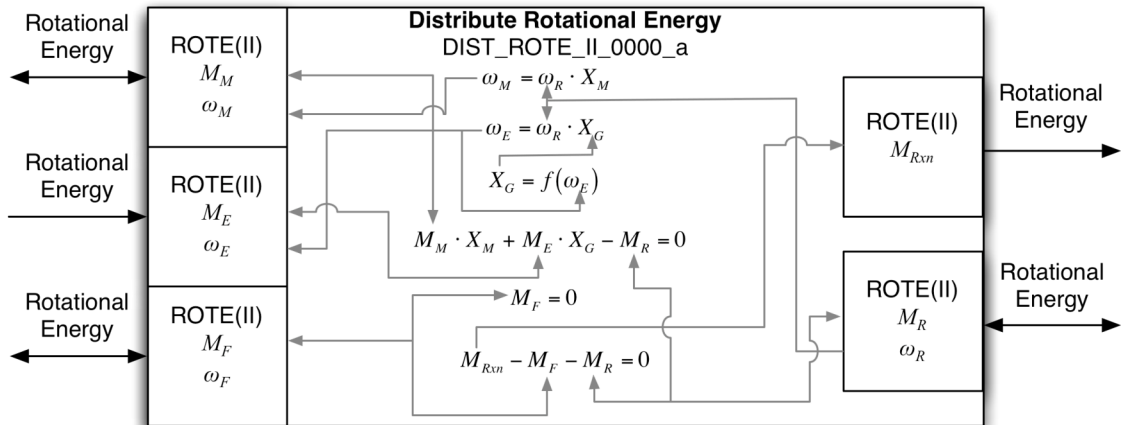 Distribute Rotational Energy
DIST_ROTE_II_0000_a
Rotational
Energy
ROTE(II)
M_M
ω_M
Rotational
Energy
ROTE(II)
M_E
ω_E
Rotational
Energy
ROTE(II)
M_F
ω_F
ω_M = ω_R · X_M
ω_E = ω_R · X_G
X_G = f(ω_E)
M_M · X_M + M_E · X_G − M_R = 0
M_F = 0
M_Rxn − M_F − M_R = 0
ROTE(II)
M_Rxn
Rotational
Energy
ROTE(II)
M_R
ω_R
Rotational
Energy